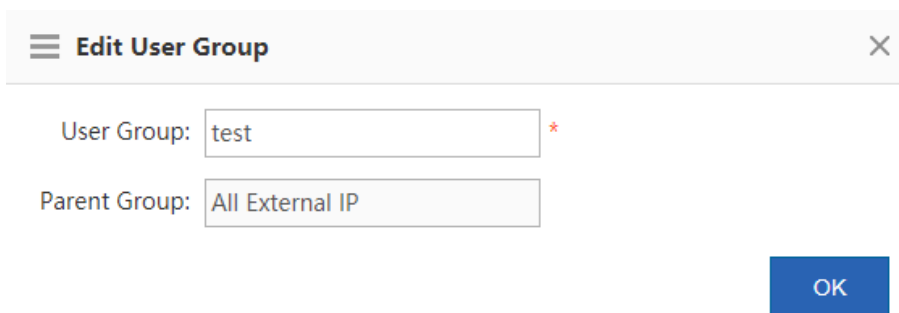 Edit User Group
User Group: test *
Parent Group: All External IP
OK